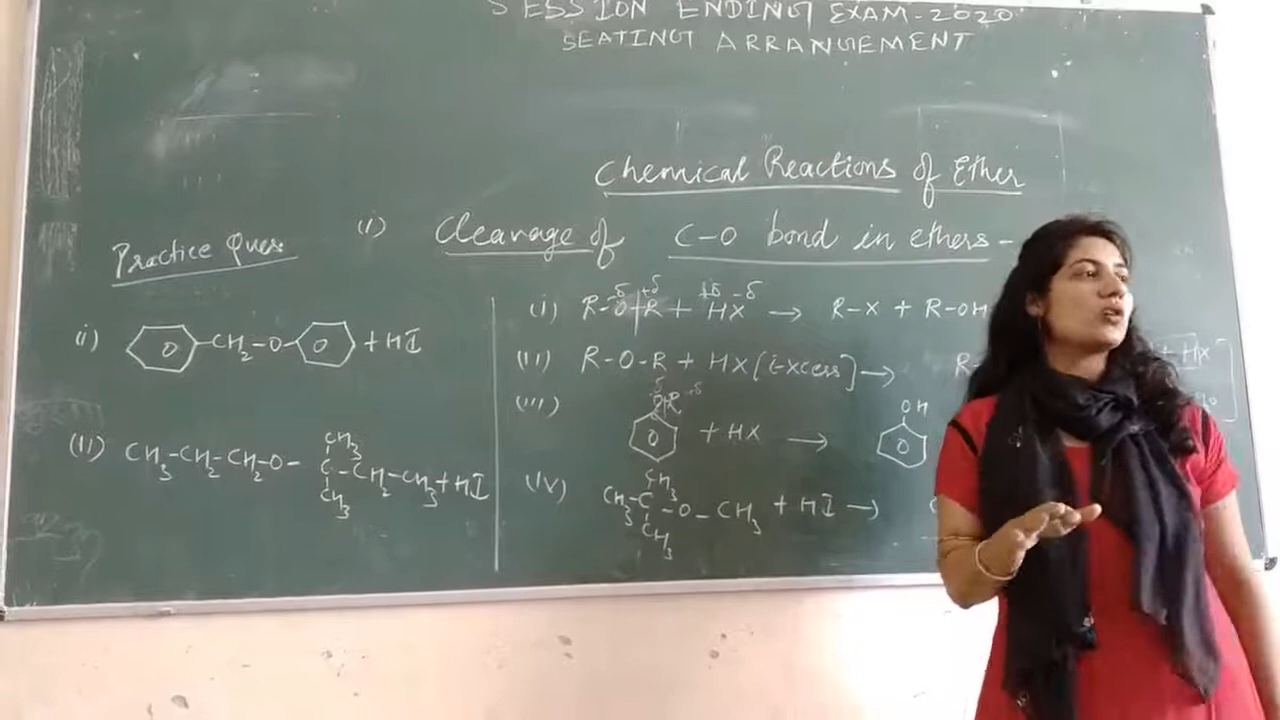 SESSION ENDING EXAM-2020
SEATING ARRANGEMENT
Chemical Reactions of Ether
(i) Cleavage of C-O bond in ethers-
Practice Ques
(i) CH2-O- + HI
(II) CH3-CH2-CH2-O-C-CH2-CH3+HI
CH3
CH3
(i) R-O-R + HX → R-X + R-OH
-δ +δ +δ -δ
(II) R-O-R + HX [Excess] → R-
+ HX
(III) OR + HX → OH
δ +δ
(IV) CH3-C-O-CH3 + HI →
CH3
CH3